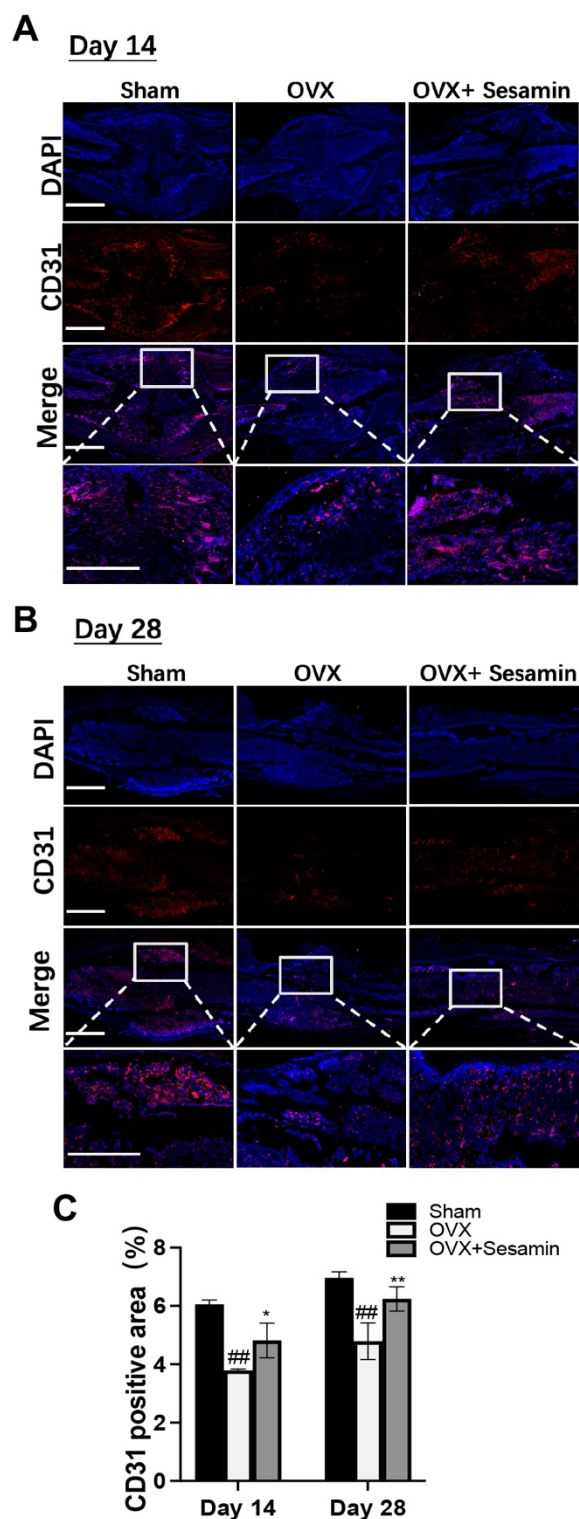 A
Day 14
Sham OVX OVX+ Sesamin
DAPI
CD31
Merge
B
Day 28
Sham OVX OVX+ Sesamin
DAPI
CD31
Merge
C
Sham
OVX
OVX+Sesamin
CD31 positive area (%)
8
6
4
2
0
##
*
##
**
Day 14 Day 28